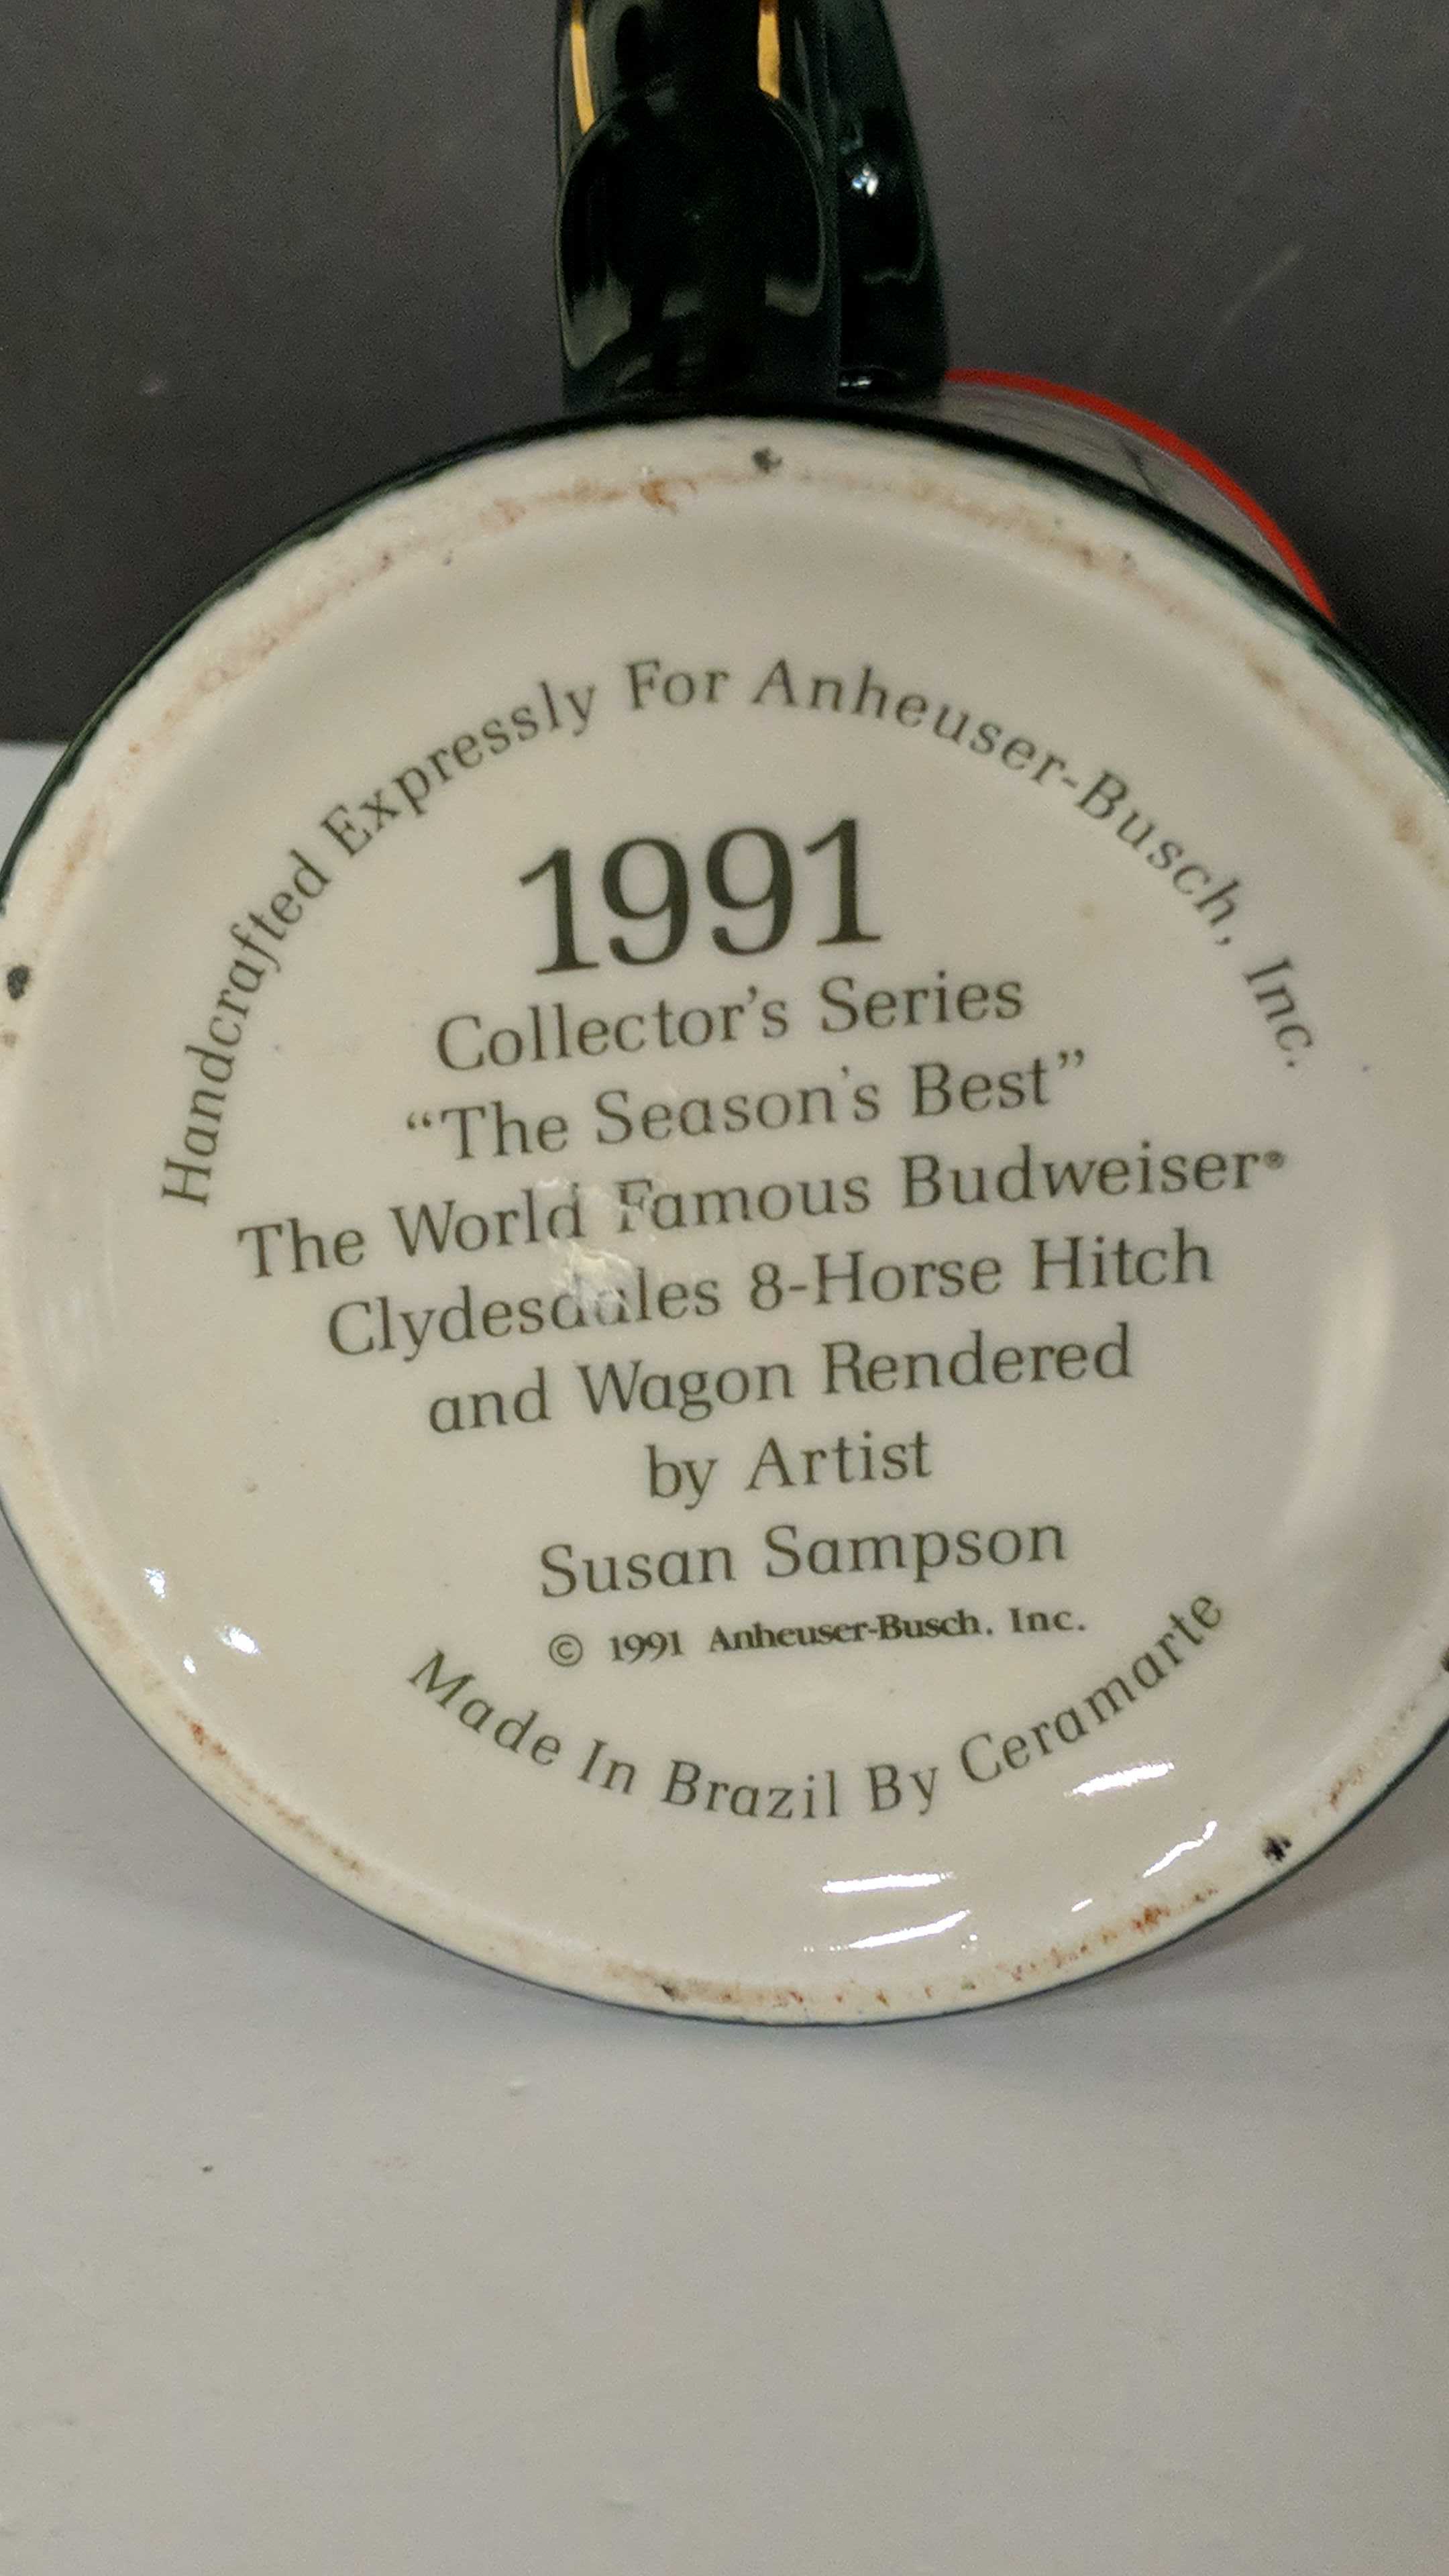 Handcrafted Expressly For Anheuser-Busch, Inc.
1991
Collector's Series
“The Season's Best”
The World Famous Budweiser®
Clydesdales 8-Horse Hitch
and Wagon Rendered
by Artist
Susan Sampson
© 1991 Anheuser-Busch, Inc.
Made In Brazil By Ceramarte